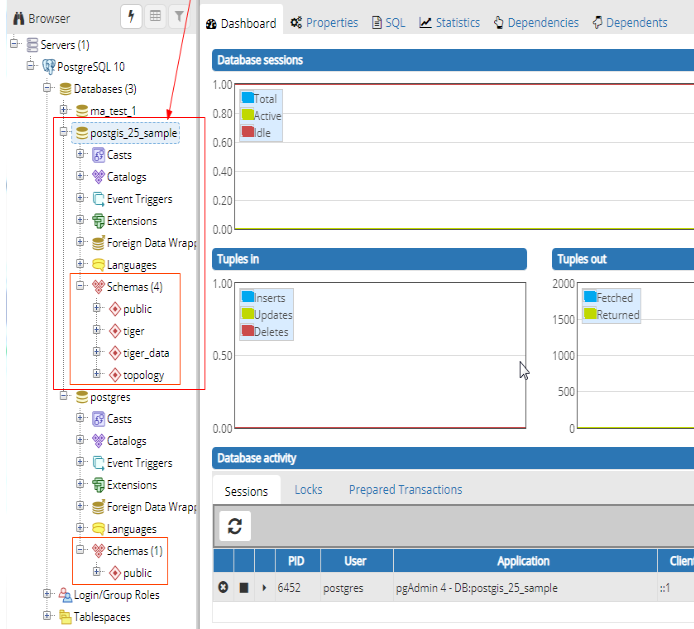 Browser
Servers (1)
PostgreSQL 10
Databases (3)
ma_test_1
postgis_25_sample
Casts
Catalogs
Event Triggers
Extensions
Foreign Data Wrapp
Languages
Schemas (4)
public
tiger
tiger_data
topology
postgres
Casts
Catalogs
Event Triggers
Extensions
Foreign Data Wrapp
Languages
Schemas (1)
public
Login/Group Roles
Tablespaces
Dashboard Properties SQL Statistics Dependencies Dependents
Database sessions
1.00
0.80
0.60
0.40
0.20
0.00
Total
Active
Idle
Tuples in
1.00
0.50
0.00
Inserts
Updates
Deletes
Tuples out
2000
1500
1000
500
0
Fetched
Returned
Database activity
Sessions Locks Prepared Transactions
PID User Application Client
6452 postgres pgAdmin 4 - DB:postgis_25_sample ::1